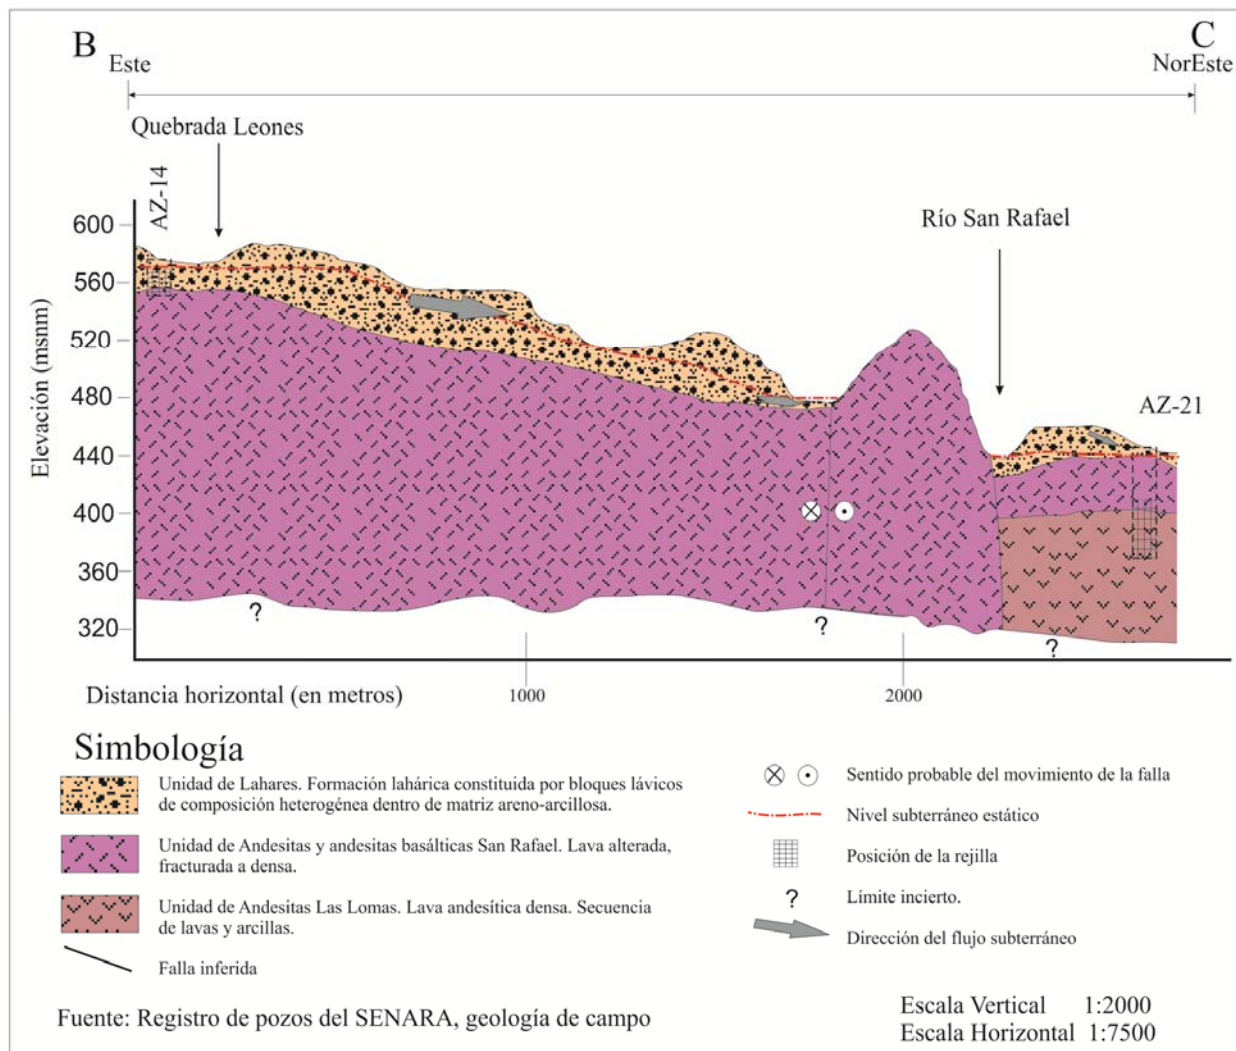 B
C
Este
NorEste
Quebrada Leones
AZ-14
Río San Rafael
AZ-21
Elevación (msnm)
600
560
520
480
440
400
360
320
?
?
?
Distancia horizontal (en metros)
1000
2000
Simbología
Unidad de Lahares. Formación lahárica constituida por bloques lávicos
de composición heterogénea dentro de matriz areno-arcillosa.
Unidad de Andesitas y andesitas basálticas San Rafael. Lava alterada,
fracturada a densa.
Unidad de Andesitas Las Lomas. Lava andesítica densa. Secuencia
de lavas y arcillas.
Falla inferida
Sentido probable del movimiento de la falla
Nivel subterráneo estático
Posición de la rejilla
? Límite incierto.
Dirección del flujo subterráneo
Fuente: Registro de pozos del SENARA, geología de campo
Escala Vertical 1:2000
Escala Horizontal 1:7500